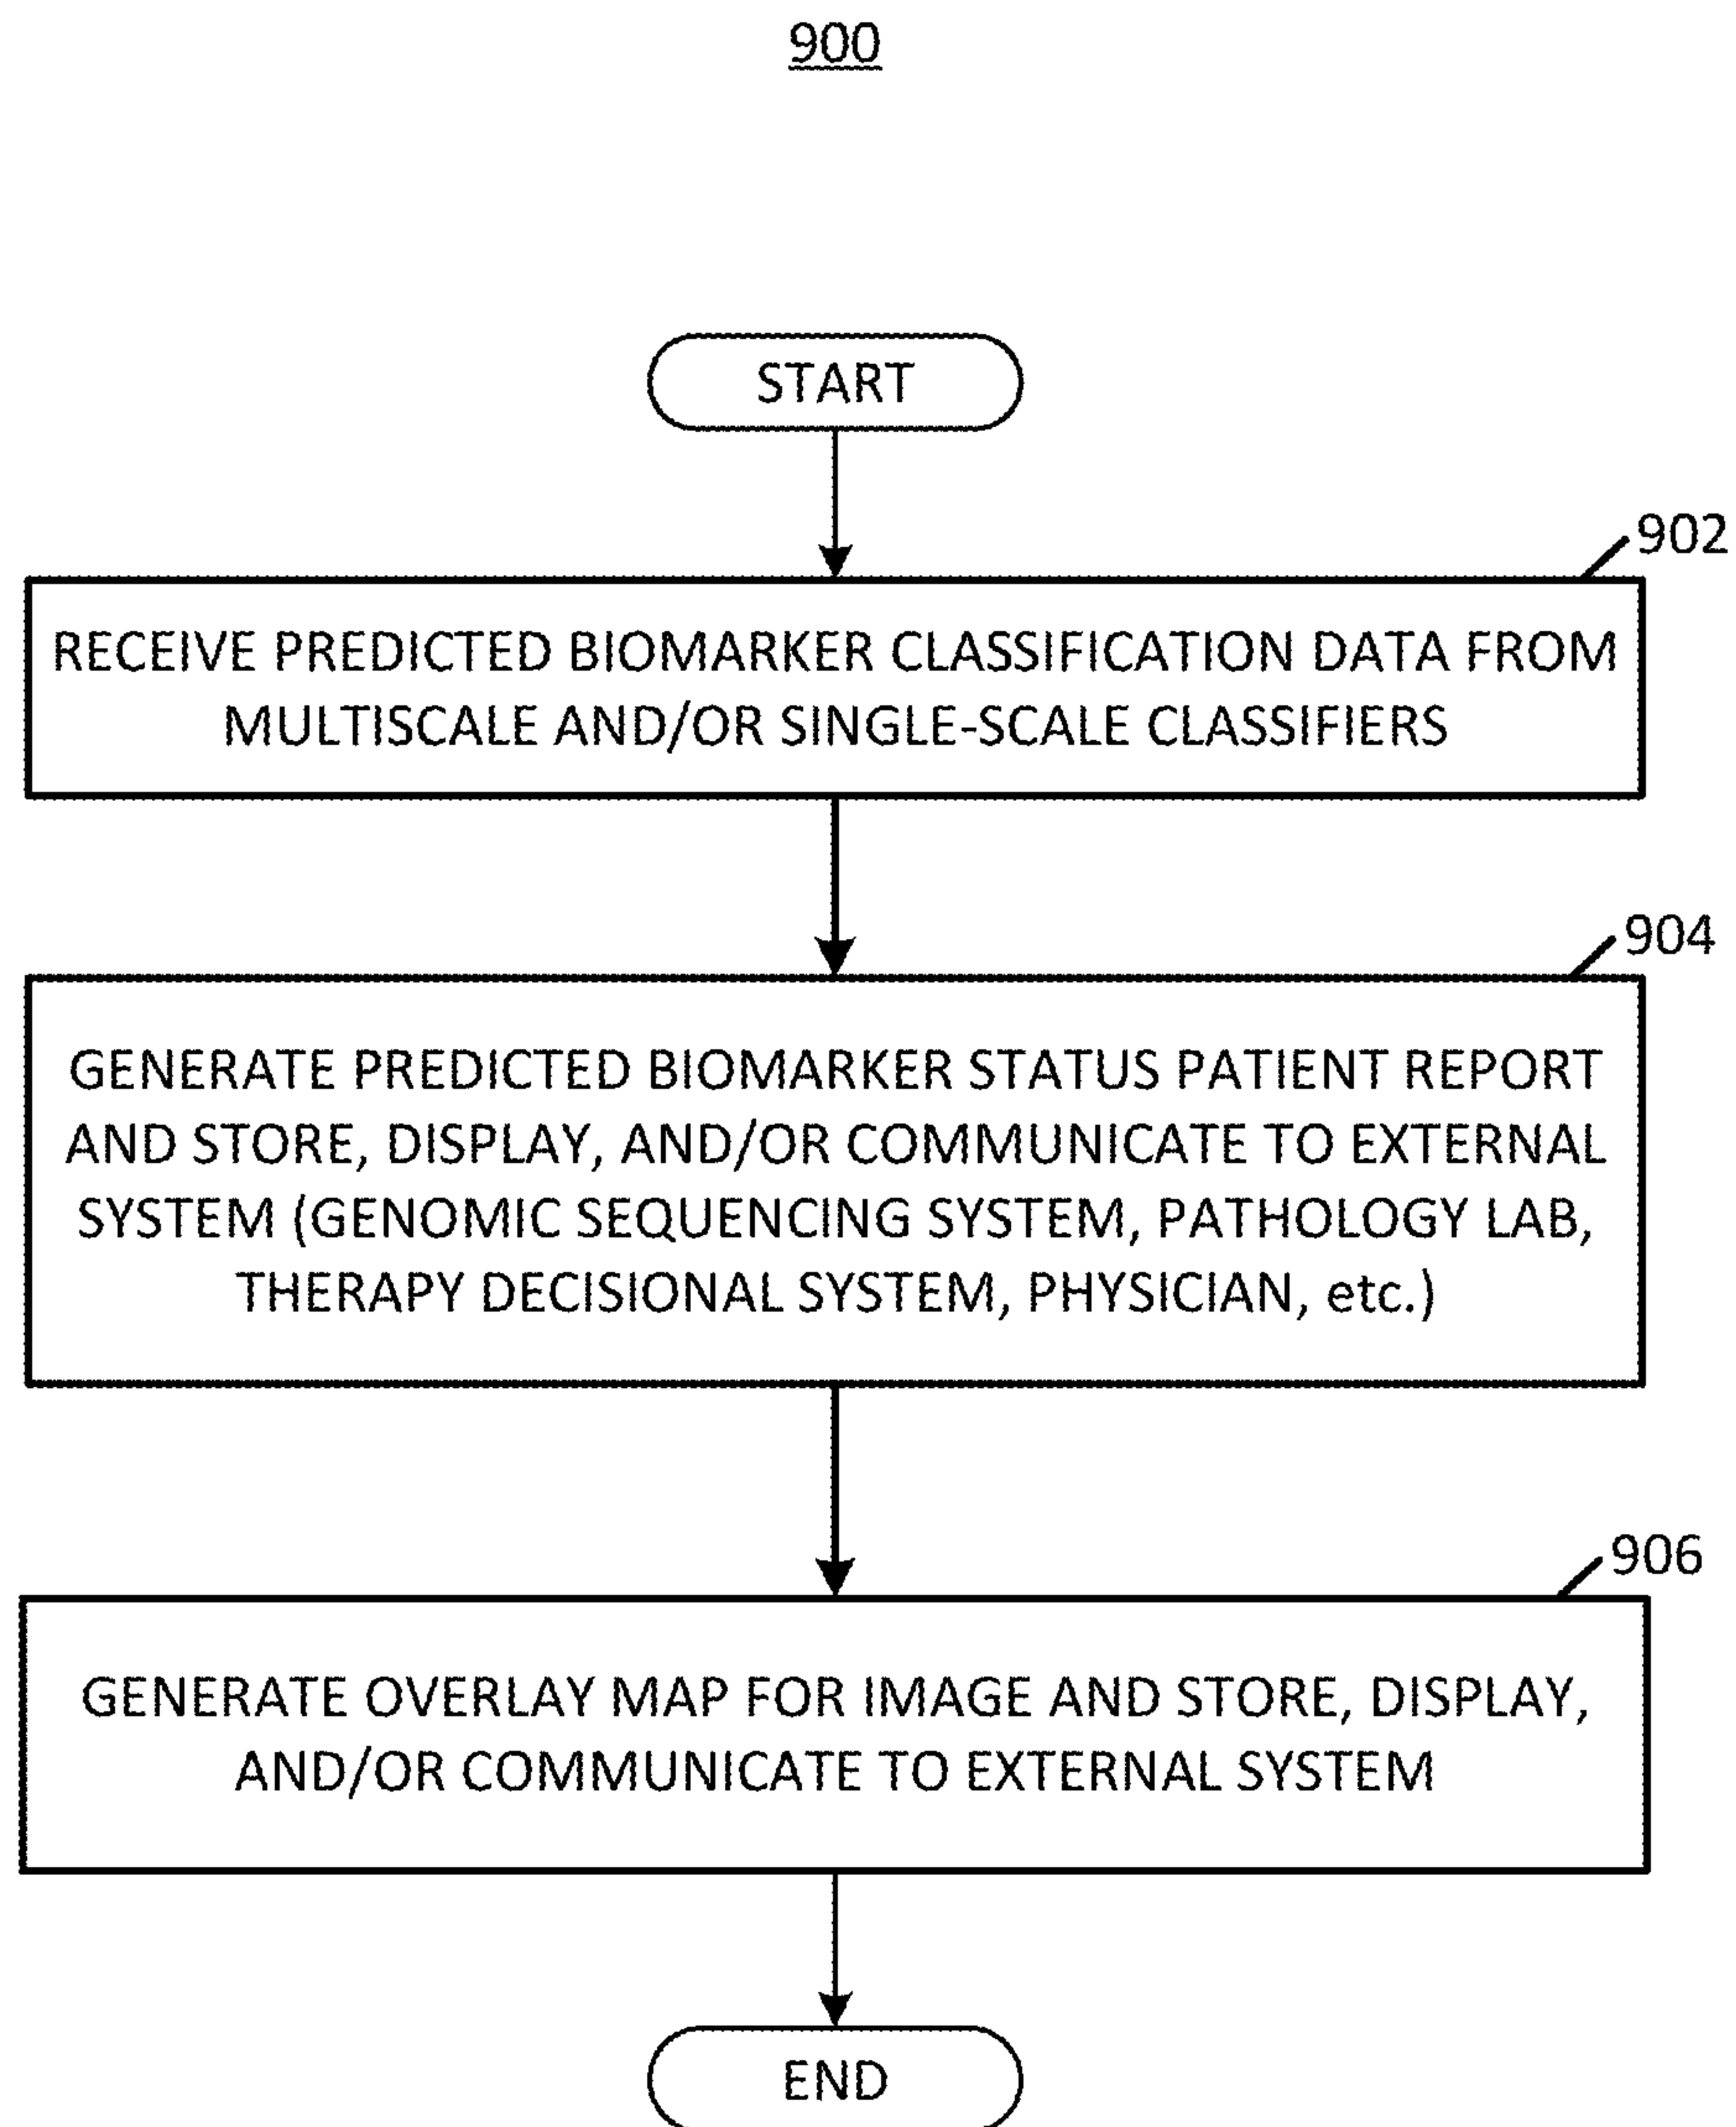 900
START
902
RECEIVE PREDICTED BIOMARKER CLASSIFICATION DATA FROM
MULTISCALE AND/OR SINGLE-SCALE CLASSIFIERS
904
GENERATE PREDICTED BIOMARKER STATUS PATIENT REPORT
AND STORE, DISPLAY, AND/OR COMMUNICATE TO EXTERNAL
SYSTEM (GENOMIC SEQUENCING SYSTEM, PATHOLOGY LAB,
THERAPY DECISIONAL SYSTEM, PHYSICIAN, etc.)
906
GENERATE OVERLAY MAP FOR IMAGE AND STORE, DISPLAY,
AND/OR COMMUNICATE TO EXTERNAL SYSTEM
END